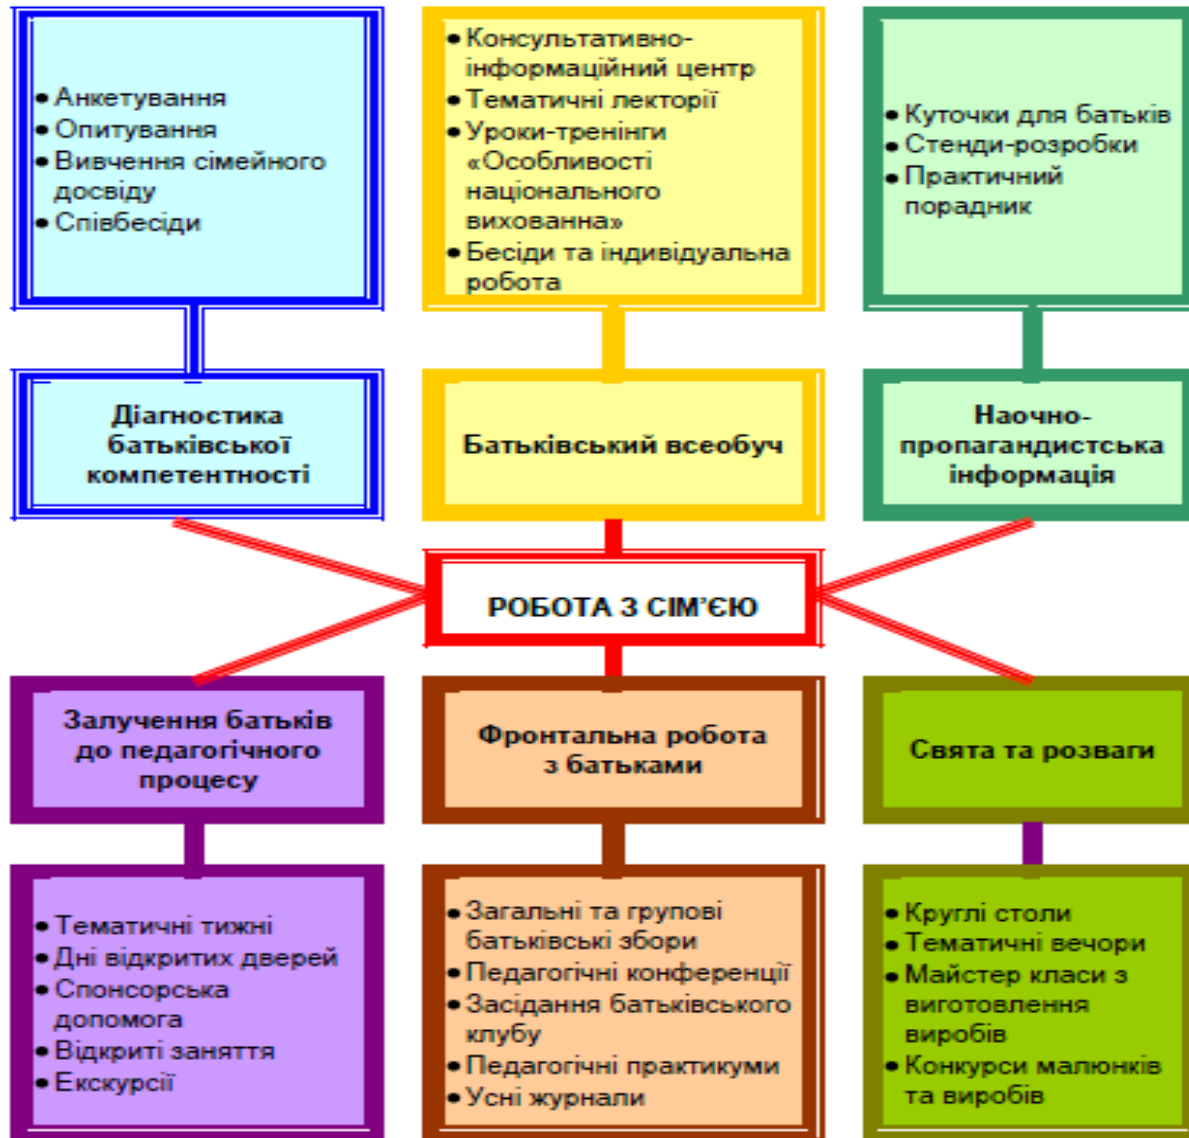 • Анкетування
• Опитування
• Вивчення сімейного
досвіду
• Співбесіди
• Консультативно-
інформаційний центр
• Тематичні лекторії
• Уроки-тренінги
«Особливості
національного
вихованна»
• Бесіди та індивідуальна
робота
• Куточки для батьків
• Стенди-розробки
• Практичний
порадник
Діагностика
батьківської
компетентності
Батьківський всеобуч
Наочно-
пропагандистська
інформація
РОБОТА З СІМ’ЄЮ
Залучення батьків
до педагогічного
процесу
Фронтальна робота
з батьками
Свята та розваги
• Тематичні тижні
• Дні відкритих дверей
• Спонсорська
допомога
• Відкриті заняття
• Екскурсії
• Загальні та групові
батьківські збори
• Педагогічні конференції
• Засідання батьківського
клубу
• Педагогічні практикуми
• Усні журнали
• Круглі столи
• Тематичні вечори
• Майстер класи з
виготовлення
виробів
• Конкурси малюнків
та виробів